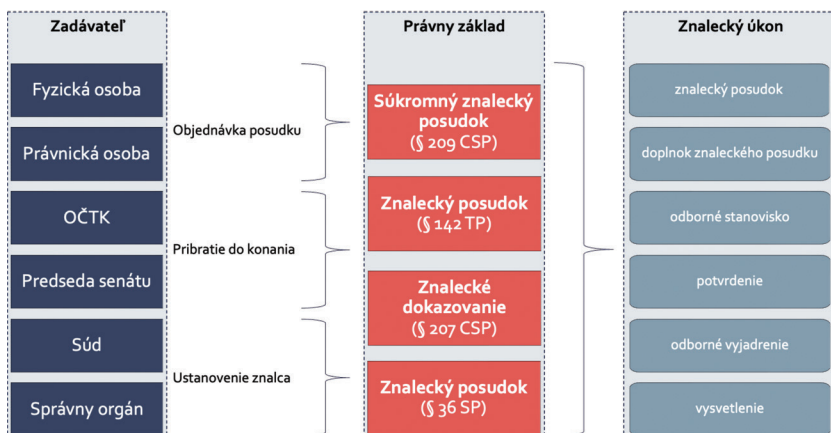 Zadávateľ
Fyzická osoba
Právnická osoba
OČTK
Predseda senátu
Súd
Správny orgán
Objednávka posudku
Pribratie do konania
Ustanovenie znalca
Právny základ
Súkromný znalecký
posudok
(§ 209 CSP)
Znalecký posudok
(§ 142 TP)
Znalecké
dokazovanie
(§ 207 CSP)
Znalecký posudok
(§ 36 SP)
Znalecký úkon
znalecký posudok
doplnok znaleckého posudku
odborné stanovisko
potvrdenie
odborné vyjadrenie
vysvetlenie